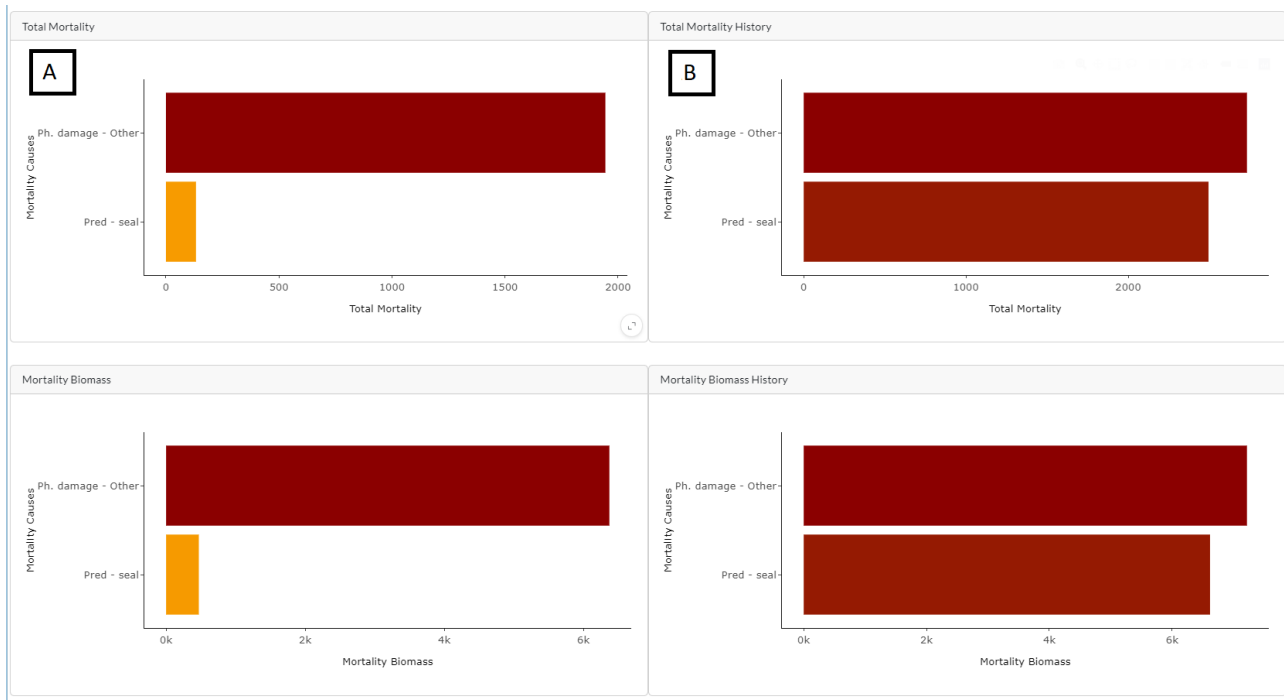 Total Mortality
A
Ph. damage - Other
Pred - seal
Mortality Causes
0 500 1000 1500 2000
Total Mortality
Total Mortality History
B
Ph. damage - Other
Pred - seal
Mortality Causes
0 1000 2000
Total Mortality
Mortality Biomass
Ph. damage - Other
Pred - seal
Mortality Causes
0k 2k 4k 6k
Mortality Biomass
Mortality Biomass History
Ph. damage - Other
Pred - seal
Mortality Causes
0k 2k 4k 6k
Mortality Biomass